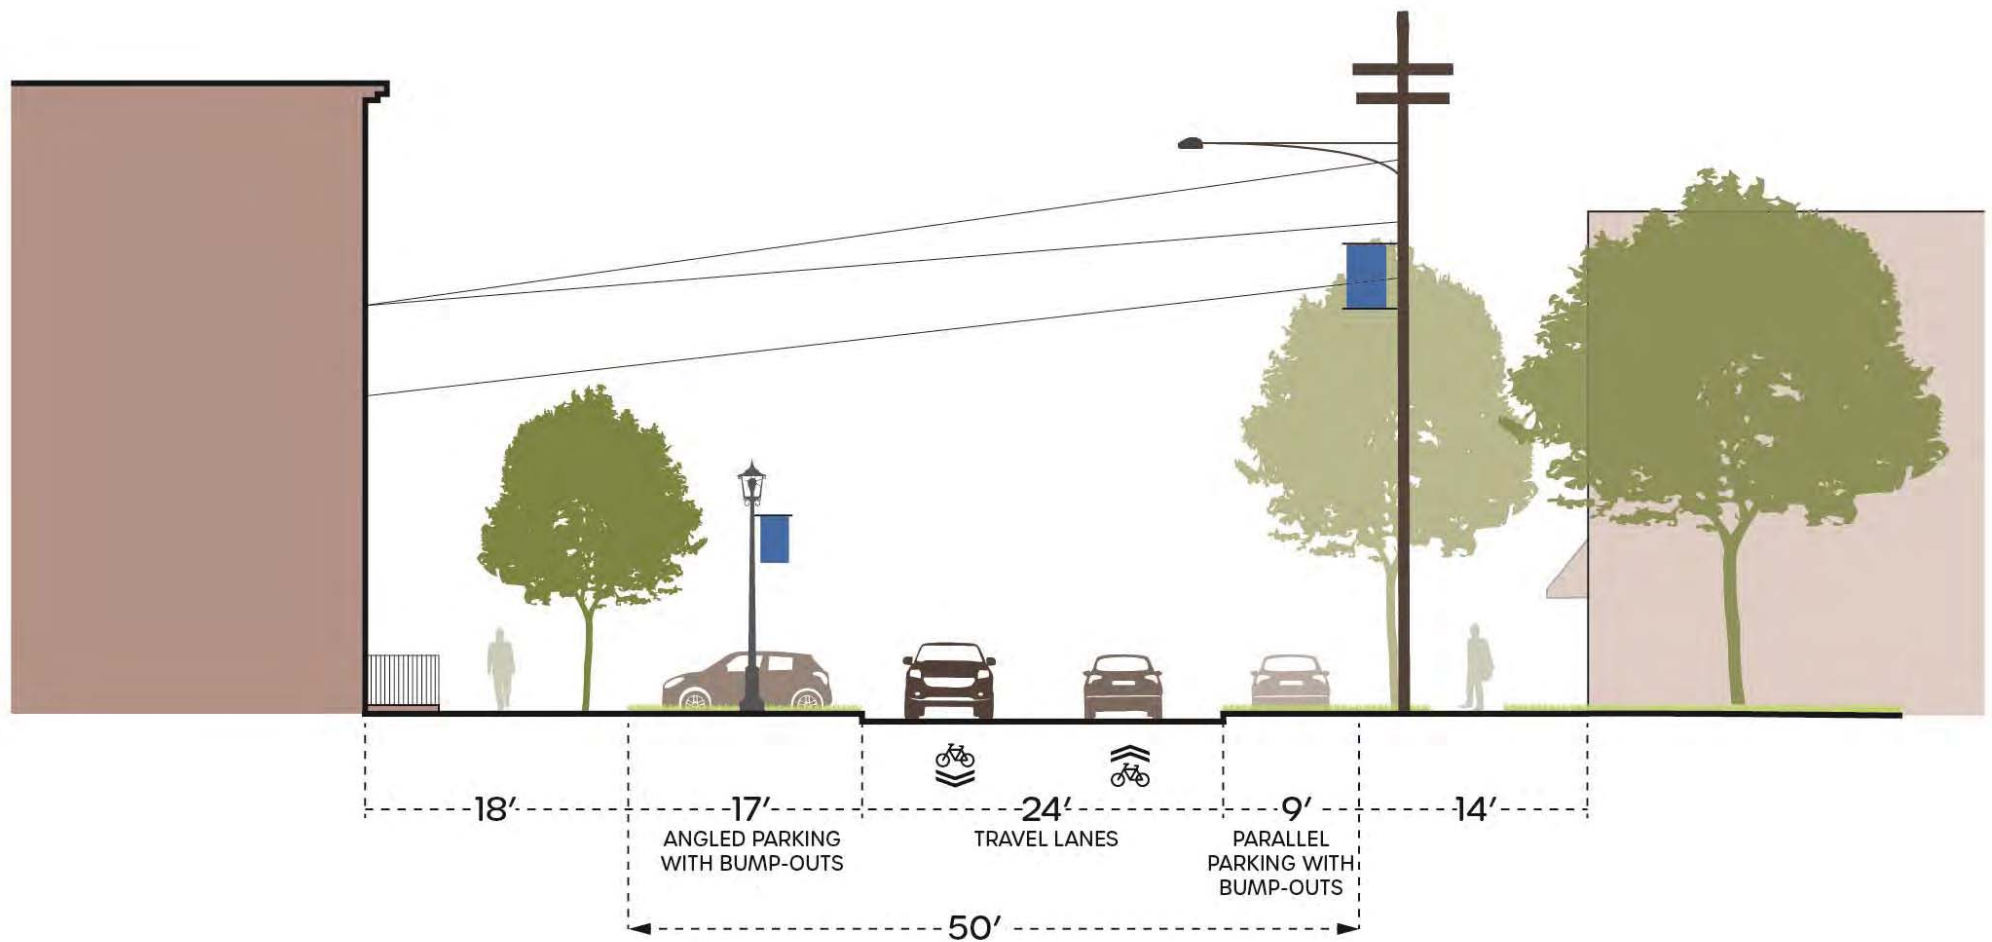 18′
17′
ANGLED PARKING
WITH BUMP-OUTS
24′
TRAVEL LANES
9′
PARALLEL
PARKING WITH
BUMP-OUTS
14′
50′